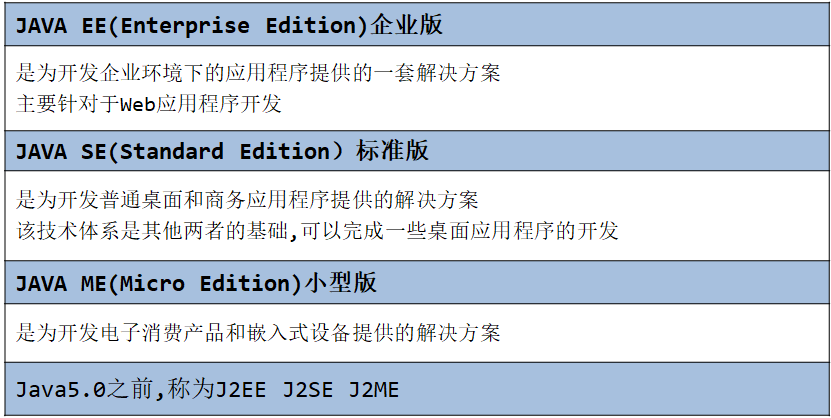 JAVA EE(Enterprise Edition)企业版
是为开发企业环境下的应用程序提供的一套解决方案
主要针对于Web应用程序开发
JAVA SE(Standard Edition）标准版
是为开发普通桌面和商务应用程序提供的解决方案
该技术体系是其他两者的基础,可以完成一些桌面应用程序的开发
JAVA ME(Micro Edition)小型版
是为开发电子消费产品和嵌入式设备提供的解决方案
Java5.0之前,称为J2EE J2SE J2ME